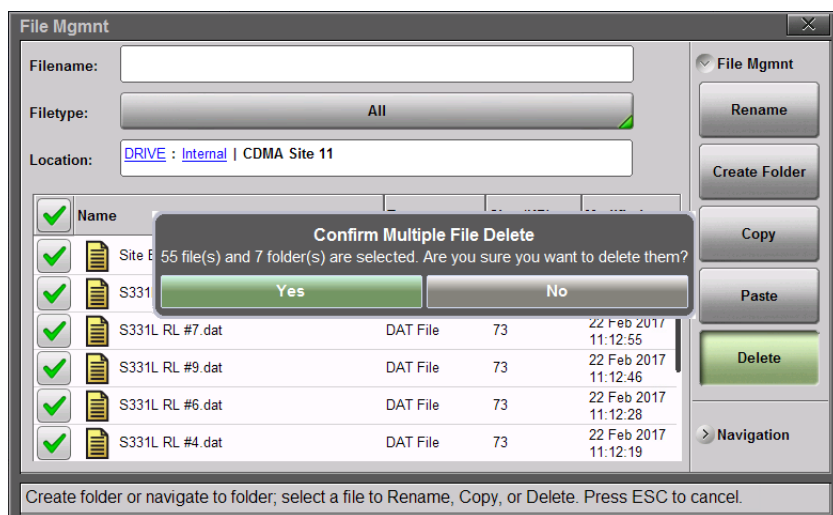 File Mgmnt
Filename:
Filetype: All
Location: DRIVE : Internal | CDMA Site 11
Name
Site
S331
Confirm Multiple File Delete
55 file(s) and 7 folder(s) are selected. Are you sure you want to delete them?
Yes No
S331L RL #7.dat DAT File 73 22 Feb 2017
11:12:55
S331L RL #9.dat DAT File 73 22 Feb 2017
11:12:46
S331L RL #6.dat DAT File 73 22 Feb 2017
11:12:28
S331L RL #4.dat DAT File 73 22 Feb 2017
11:12:19
File Mgmnt
Rename
Create Folder
Copy
Paste
Delete
Navigation
Create folder or navigate to folder; select a file to Rename, Copy, or Delete. Press ESC to cancel.